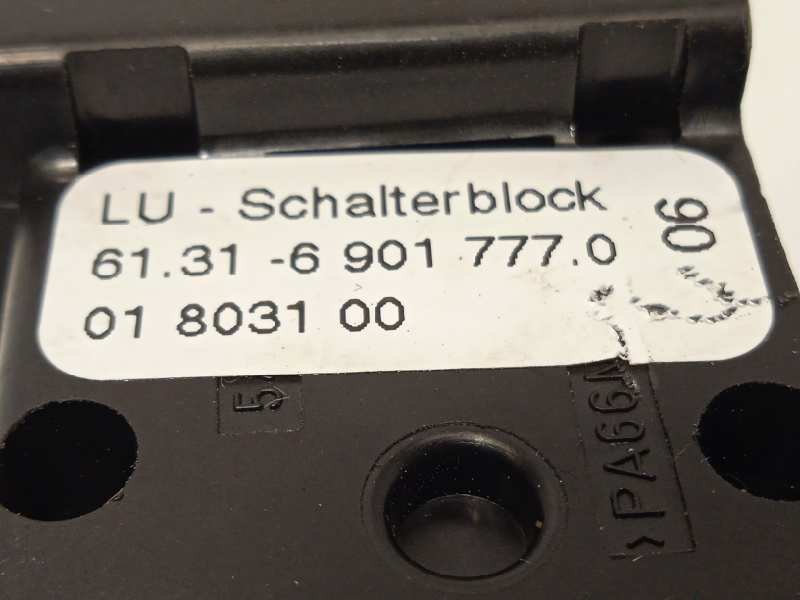 LU - Schalterblock
61.31 -6 901 777.0
01 8031 00
06
>PA66